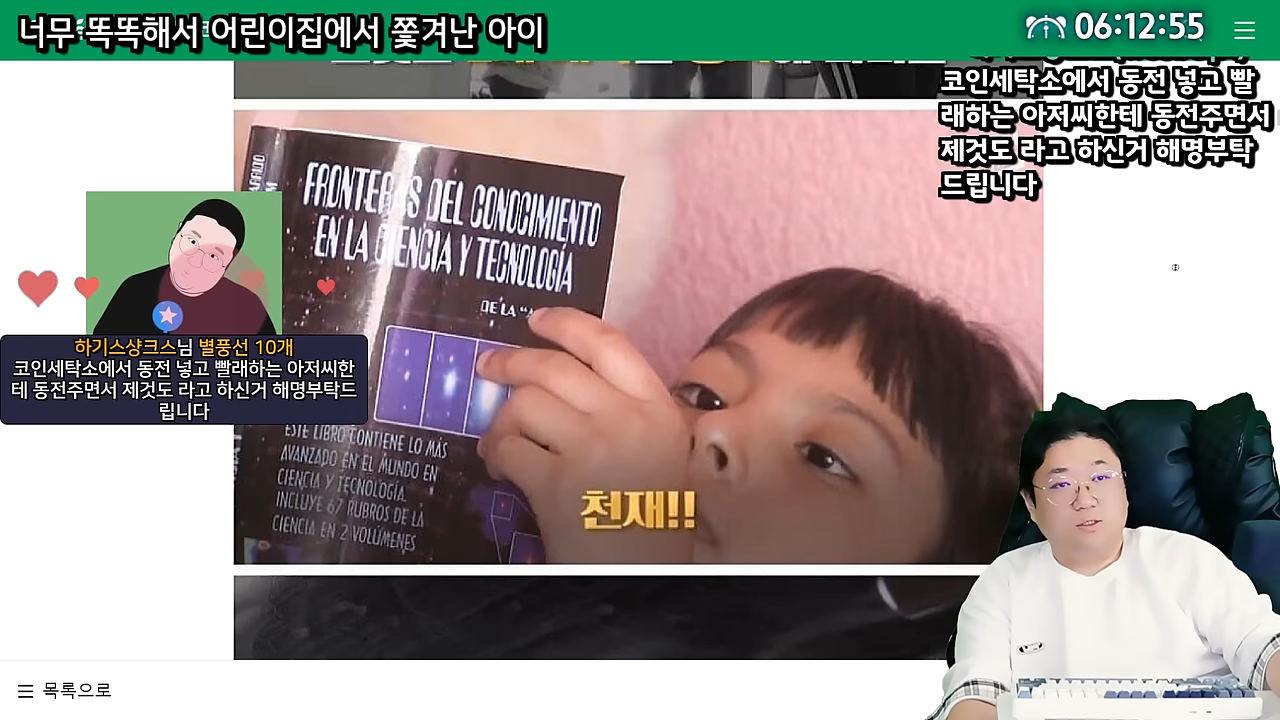 너무 똑똑해서 어린이집에서 쫓겨난 아이
06:12:55
코인세탁소에서 동전 넣고 빨
래하는 아저씨한테 동전주면서
제것도 라고 하신거 해명부탁
드립니다
FRONTERAS DEL CONOCIMIENTO
EN LA CIENCIA Y TECNOLOGÍA
DE LA
ESTE LIBRO CONTIENE LO MÁS
AVANZADO EN EL MUNDO EN
CIENCIA Y TECNOLOGÍA.
INCLUYE 67 RUBROS DE LA
CIENCIA EN 2 VOLÚMENES
천재!!
하기스샹크스님 별풍선 10개
코인세탁소에서 동전 넣고 빨래하는 아저씨한
테 동전주면서 제것도 라고 하신거 해명부탁드
립니다
목록으로